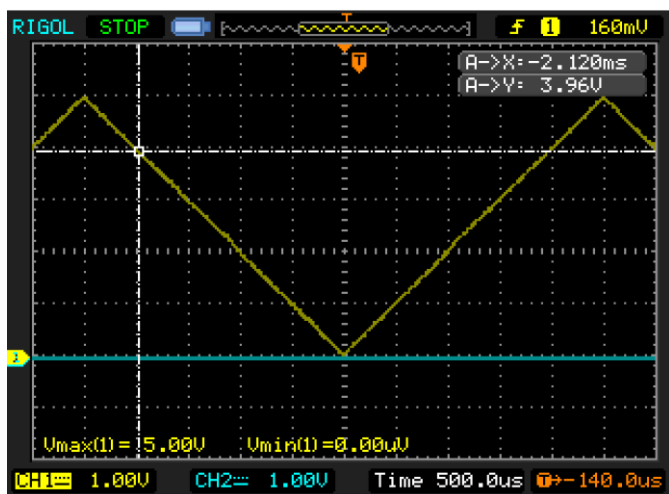 RIGOL STOP T f 1 160mV
T
A->X:-2.120ms
A->Y: 3.96V
1
Vmax(1)= 5.00V Vmin(1)=0.00uV
CH1 1.00V CH2 1.00V Time 500.0us T→-140.0us